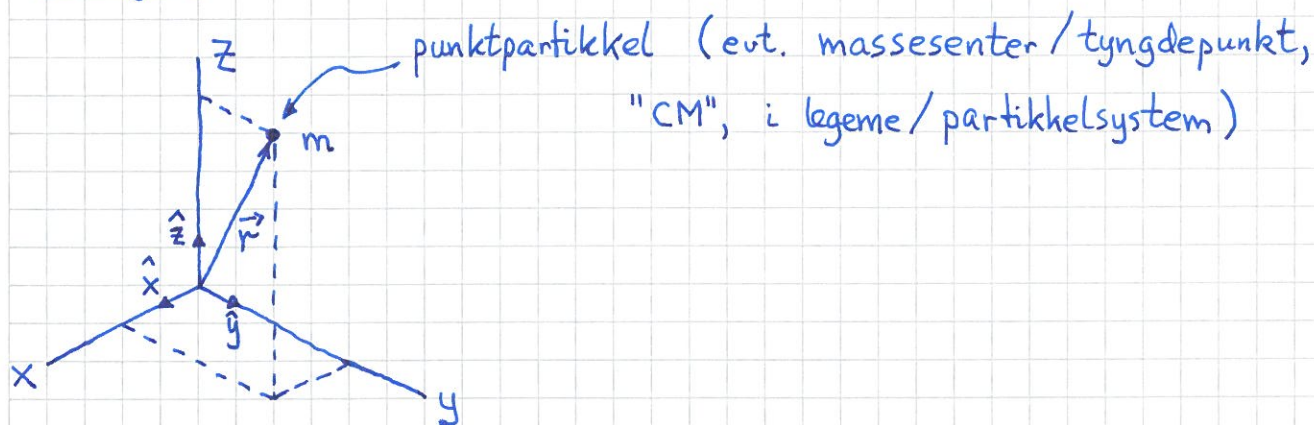 z
punktpartikkel (evt. massesenter/tyngdepunkt,
"CM", i legeme/partikkelsystem)
m
ẑ
r⃗
x̂
ŷ
x
y